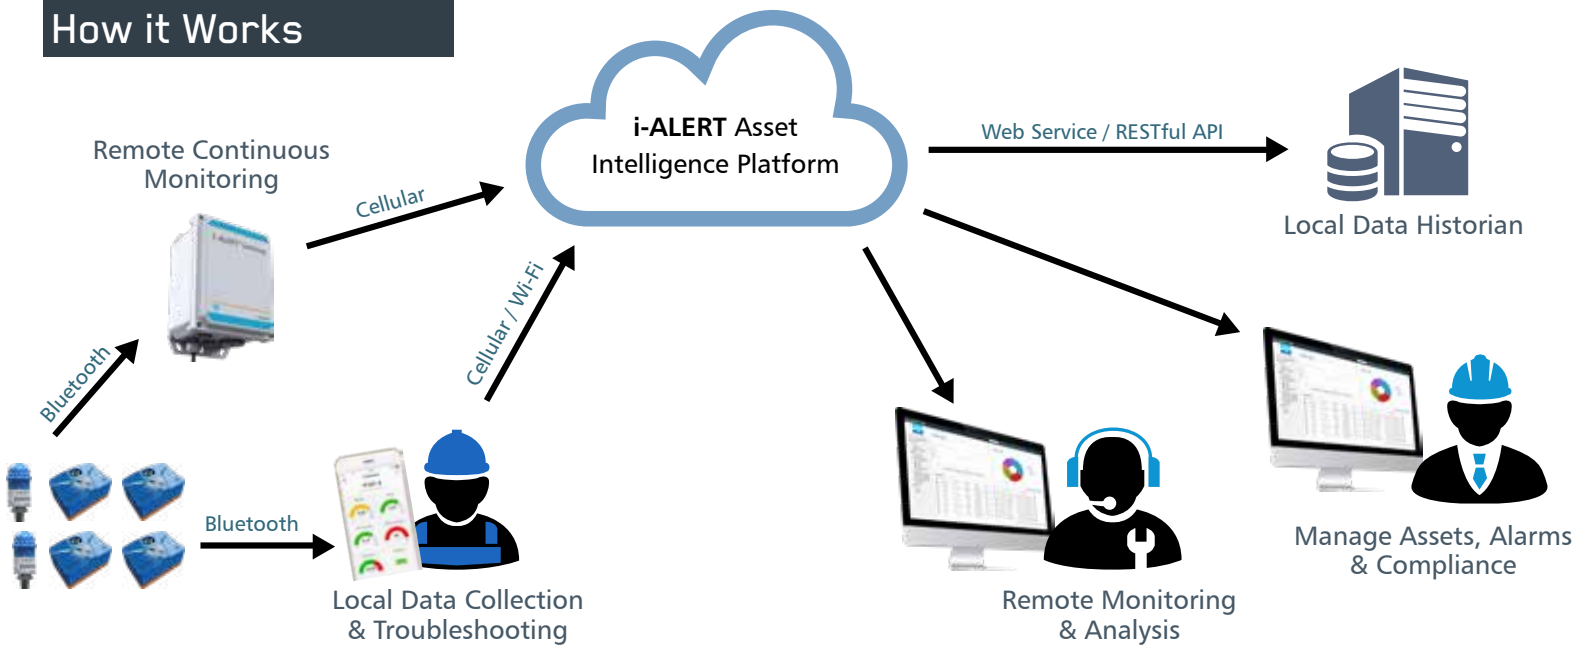 How it Works
Remote Continuous
Monitoring
Cellular
i-ALERT Asset
Intelligence Platform
Web Service / RESTful API
Local Data Historian
Bluetooth
Cellular / Wi-Fi
Bluetooth
Local Data Collection
& Troubleshooting
Remote Monitoring
& Analysis
Manage Assets, Alarms
& Compliance